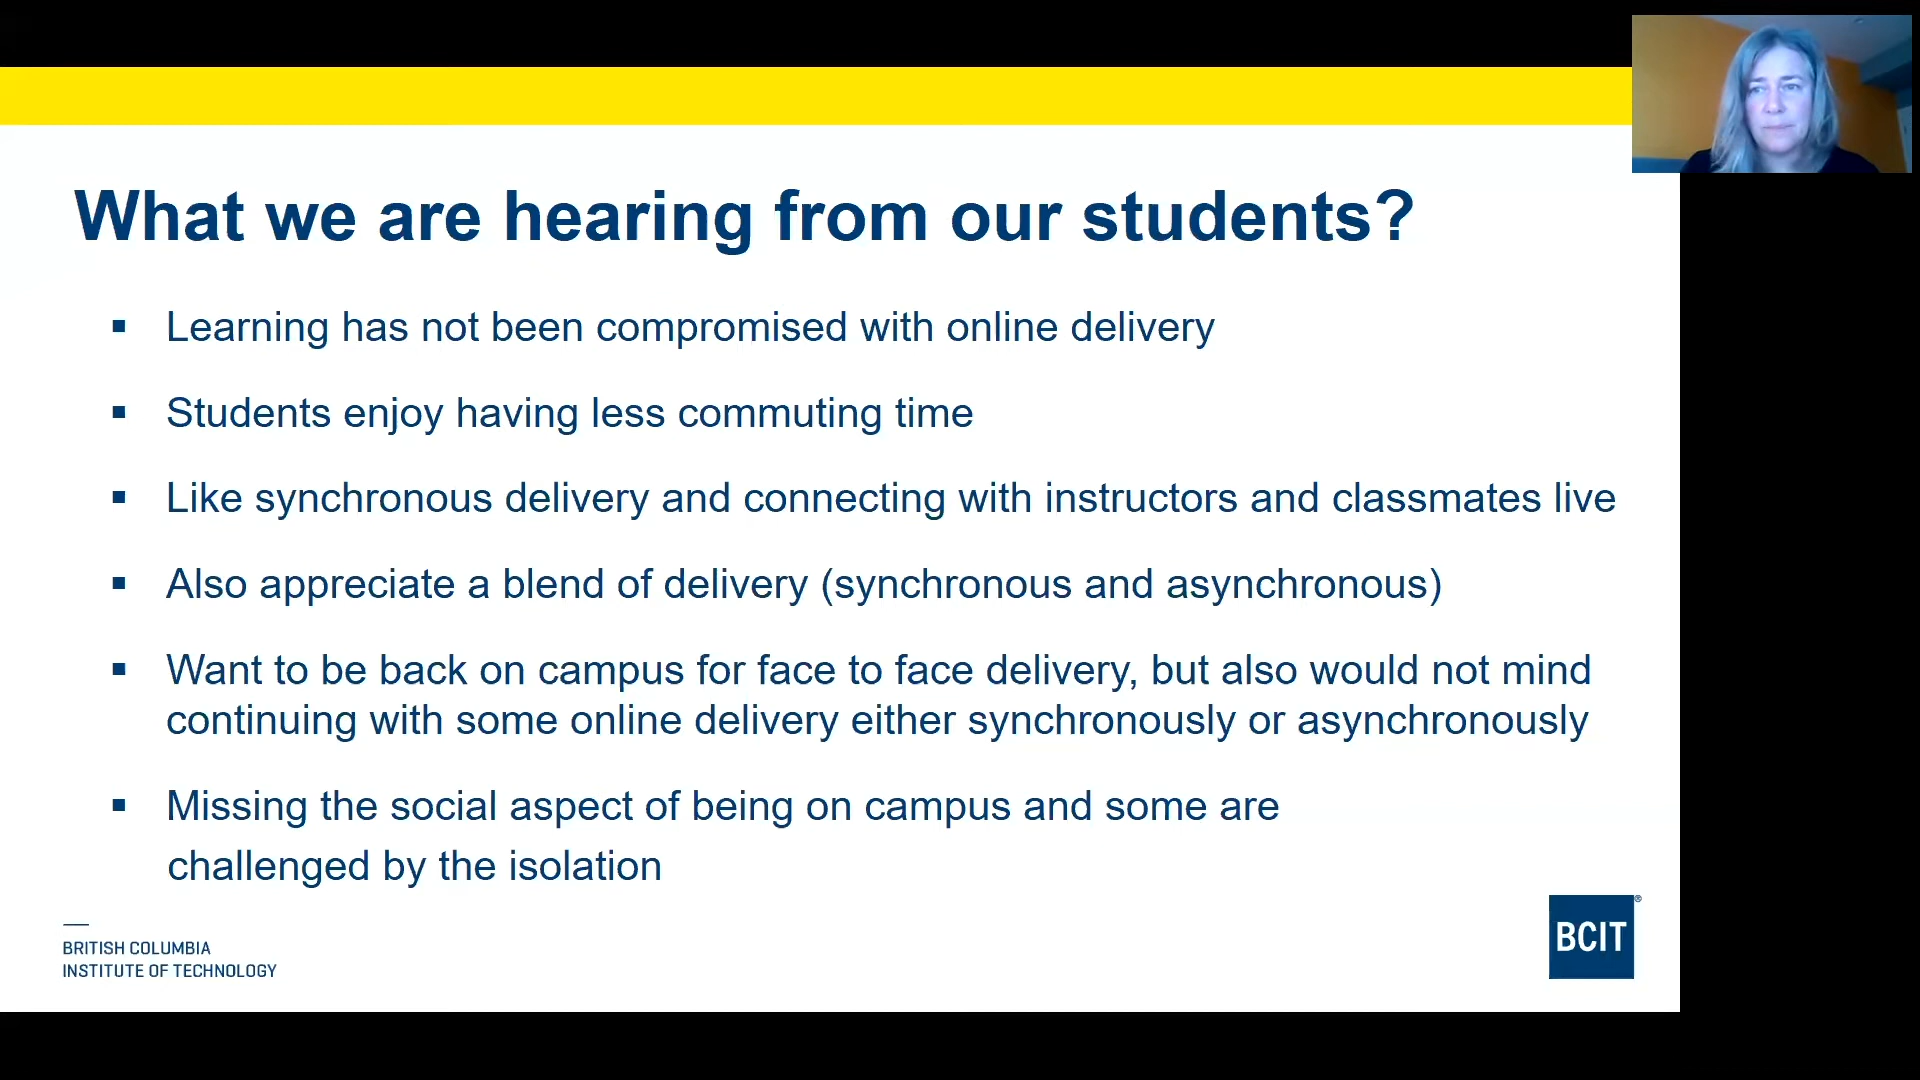 What we are hearing from our students?
▪ Learning has not been compromised with online delivery
▪ Students enjoy having less commuting time
▪ Like synchronous delivery and connecting with instructors and classmates live
▪ Also appreciate a blend of delivery (synchronous and asynchronous)
▪ Want to be back on campus for face to face delivery, but also would not mind
continuing with some online delivery either synchronously or asynchronously
▪ Missing the social aspect of being on campus and some are
challenged by the isolation
BRITISH COLUMBIA
INSTITUTE OF TECHNOLOGY
BCIT®